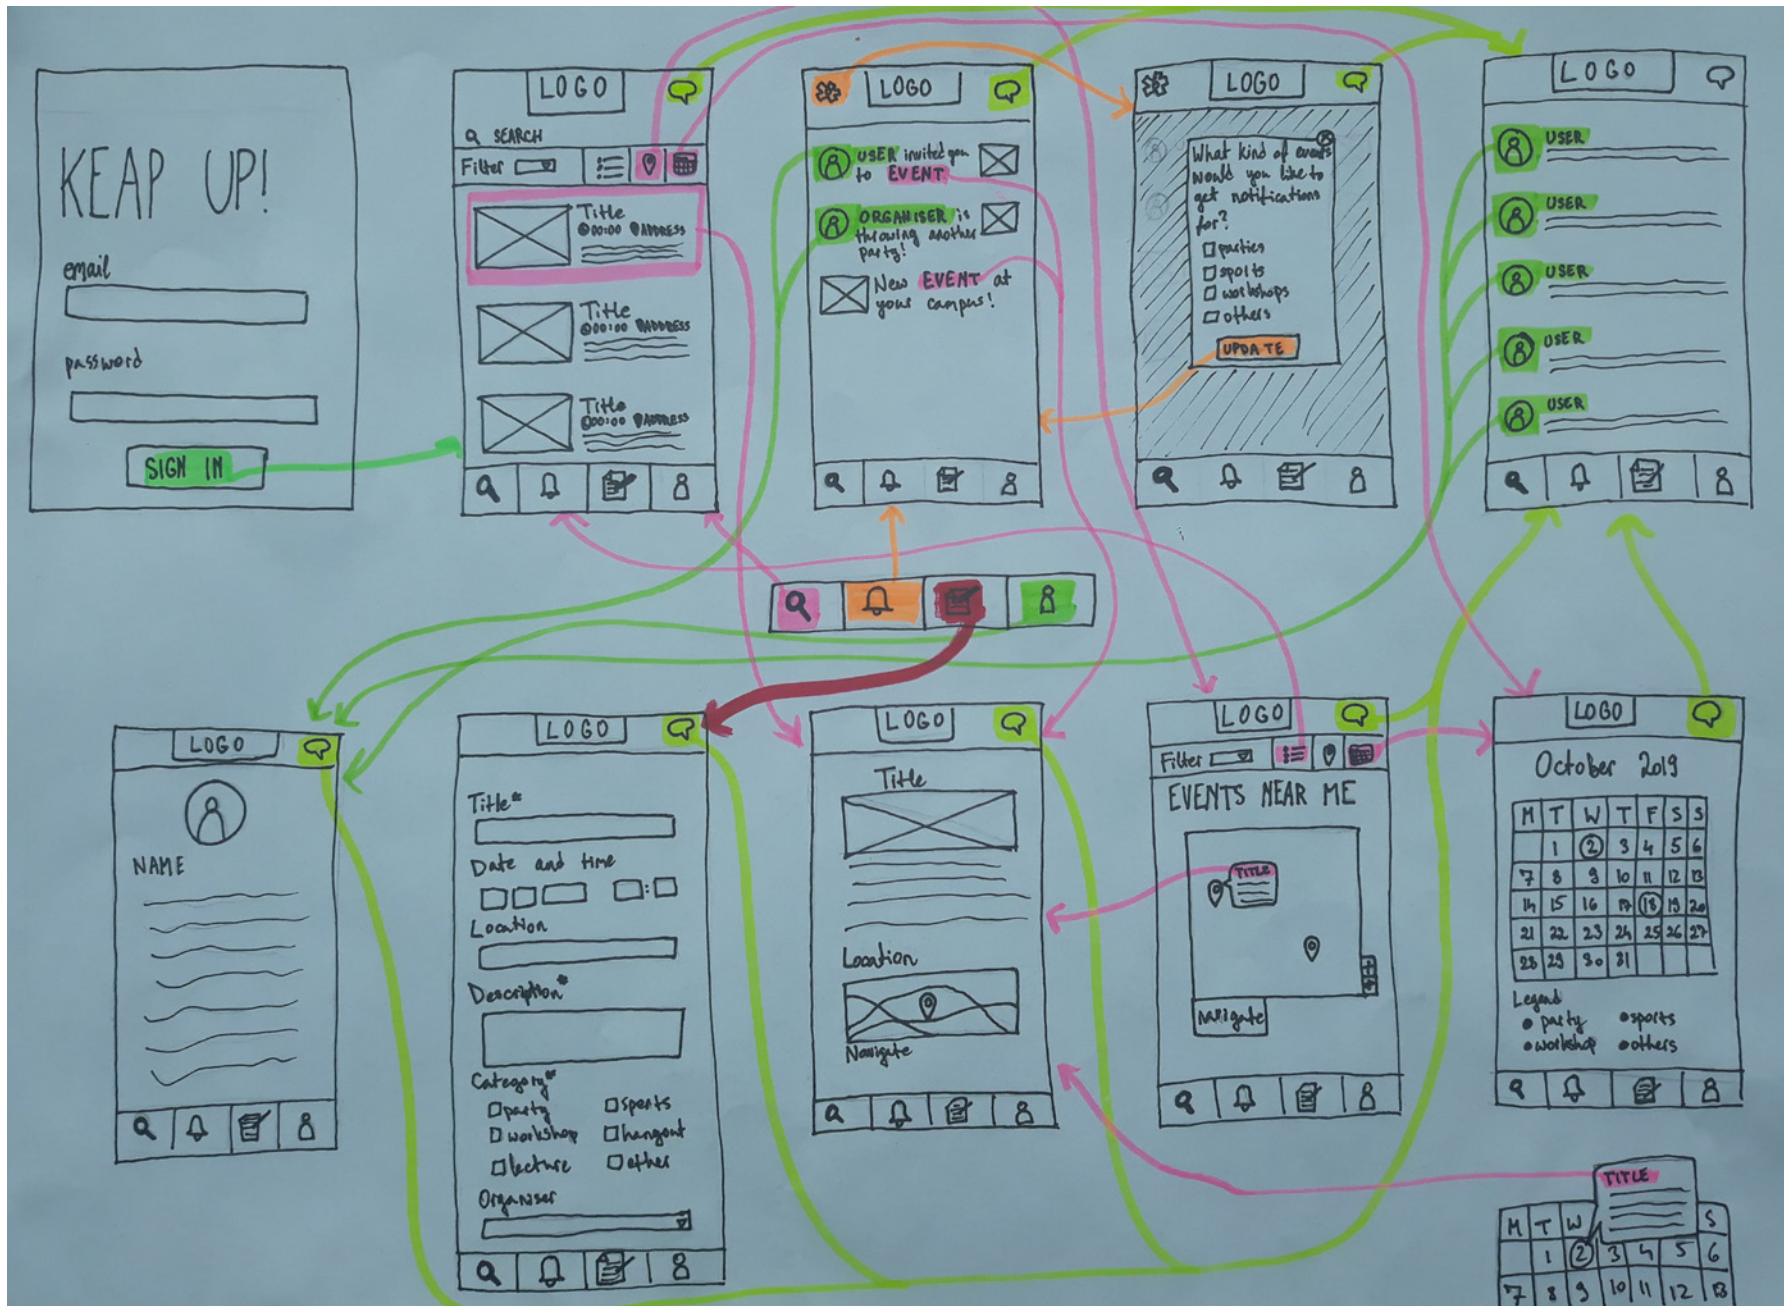 KEAP UP!
email
password
SIGN IN
LOGO
SEARCH
Filter
Title
00:00 ADDRESS
Title
00:00 ADDRESS
Title
00:00 ADDRESS
LOGO
USER invited you
to EVENT
ORGANISER is
throwing another
party!
New EVENT at
your campus!
LOGO
What kind of events
would you like to
get notifications
for?
parties
sports
workshops
others
UPDATE
LOGO
USER
USER
USER
USER
USER
LOGO
NAME
LOGO
Title*
Date and time
:
Location
Description*
Category*
party
sports
workshop
hangout
lecture
other
Organiser
LOGO
Title
Location
Navigate
LOGO
Filter
EVENTS NEAR ME
TITLE
Navigate
LOGO
October 2019
M T W T F S S
1 2 3 4 5 6
7 8 9 10 11 12 13
14 15 16 17 18 19 20
21 22 23 24 25 26 27
28 29 30 31
Legend
party
sports
workshop
others
TITLE
M T W S
1 2 3 4 5 6
7 8 9 10 11 12 13